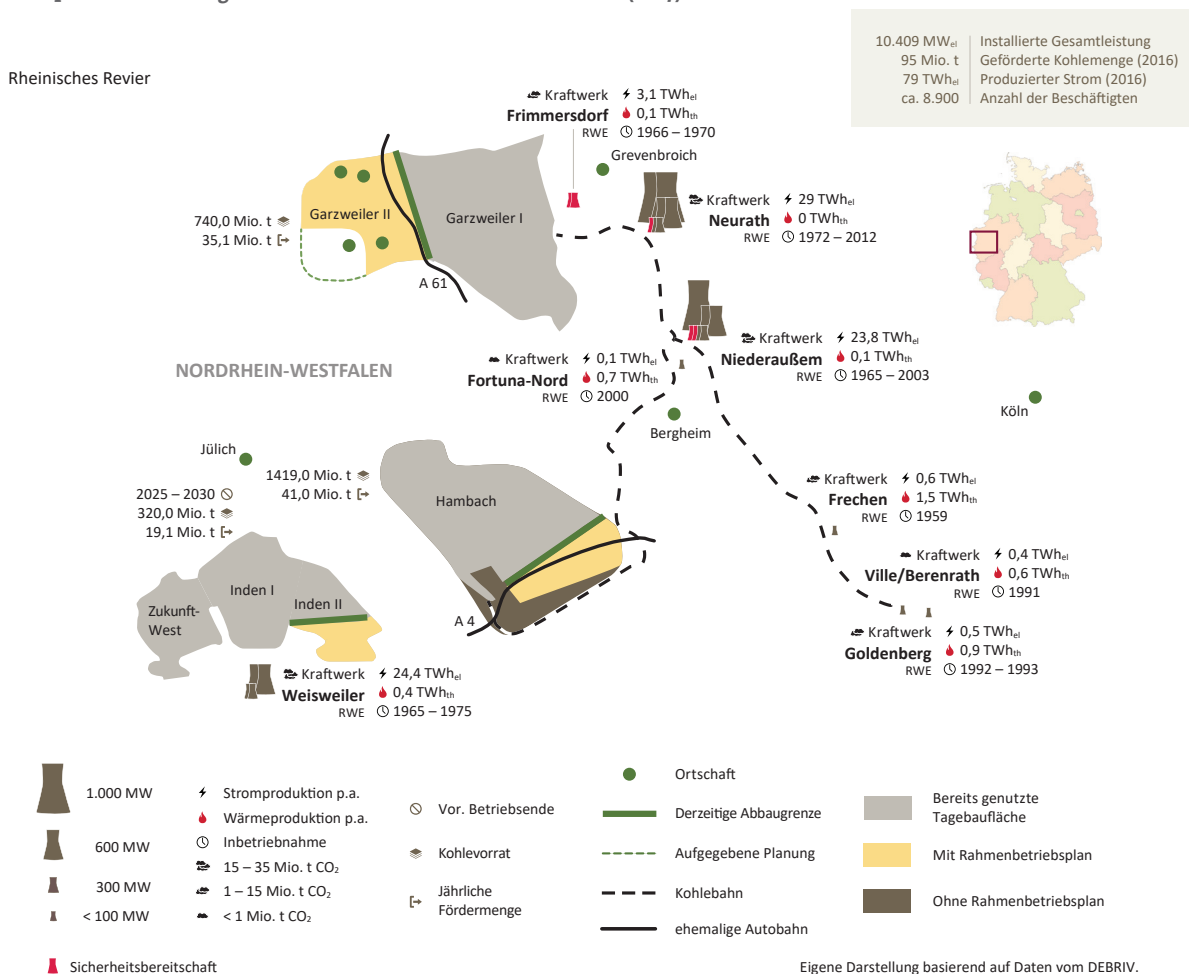 10.409 MWel Installierte Gesamtleistung
95 Mio. t Geförderte Kohlemenge (2016)
79 TWhel Produzierter Strom (2016)
ca. 8.900 Anzahl der Beschäftigten
Rheinisches Revier
Kraftwerk 3,1 TWhel
Frimmersdorf 0,1 TWhth
RWE 1966 – 1970
Grevenbroich
Kraftwerk 29 TWhel
Neurath 0 TWhth
RWE 1972 – 2012
Garzweiler II
Garzweiler I
740,0 Mio. t
35,1 Mio. t
A 61
Kraftwerk 23,8 TWhel
Niederaußem 0,1 TWhth
RWE 1965 – 2003
Kraftwerk 0,1 TWhel
Fortuna-Nord 0,7 TWhth
RWE 2000
NORDRHEIN-WESTFALEN
Köln
Bergheim
Jülich
1419,0 Mio. t
41,0 Mio. t
Hambach
2025 – 2030
320,0 Mio. t
19,1 Mio. t
Kraftwerk 0,6 TWhel
Frechen 1,5 TWhth
RWE 1959
Kraftwerk 0,4 TWhel
Ville/Berenrath 0,6 TWhth
RWE 1991
Inden I
Inden II
Zukunft-
West
A 4
Kraftwerk 0,5 TWhel
Goldenberg 0,9 TWhth
RWE 1992 – 1993
Kraftwerk 24,4 TWhel
Weisweiler 0,4 TWhth
RWE 1965 – 1975
1.000 MW
600 MW
300 MW
< 100 MW
Sicherheitsbereitschaft
Stromproduktion p.a.
Wärmeproduktion p.a.
Inbetriebnahme
15 – 35 Mio. t CO2
1 – 15 Mio. t CO2
< 1 Mio. t CO2
Vor. Betriebsende
Kohlevorrat
Jährliche
Fördermenge
Ortschaft
Derzeitige Abbaugrenze
Aufgegebene Planung
Kohlebahn
ehemalige Autobahn
Bereits genutzte
Tagebaufläche
Mit Rahmenbetriebsplan
Ohne Rahmenbetriebsplan
Eigene Darstellung basierend auf Daten vom DEBRIV.